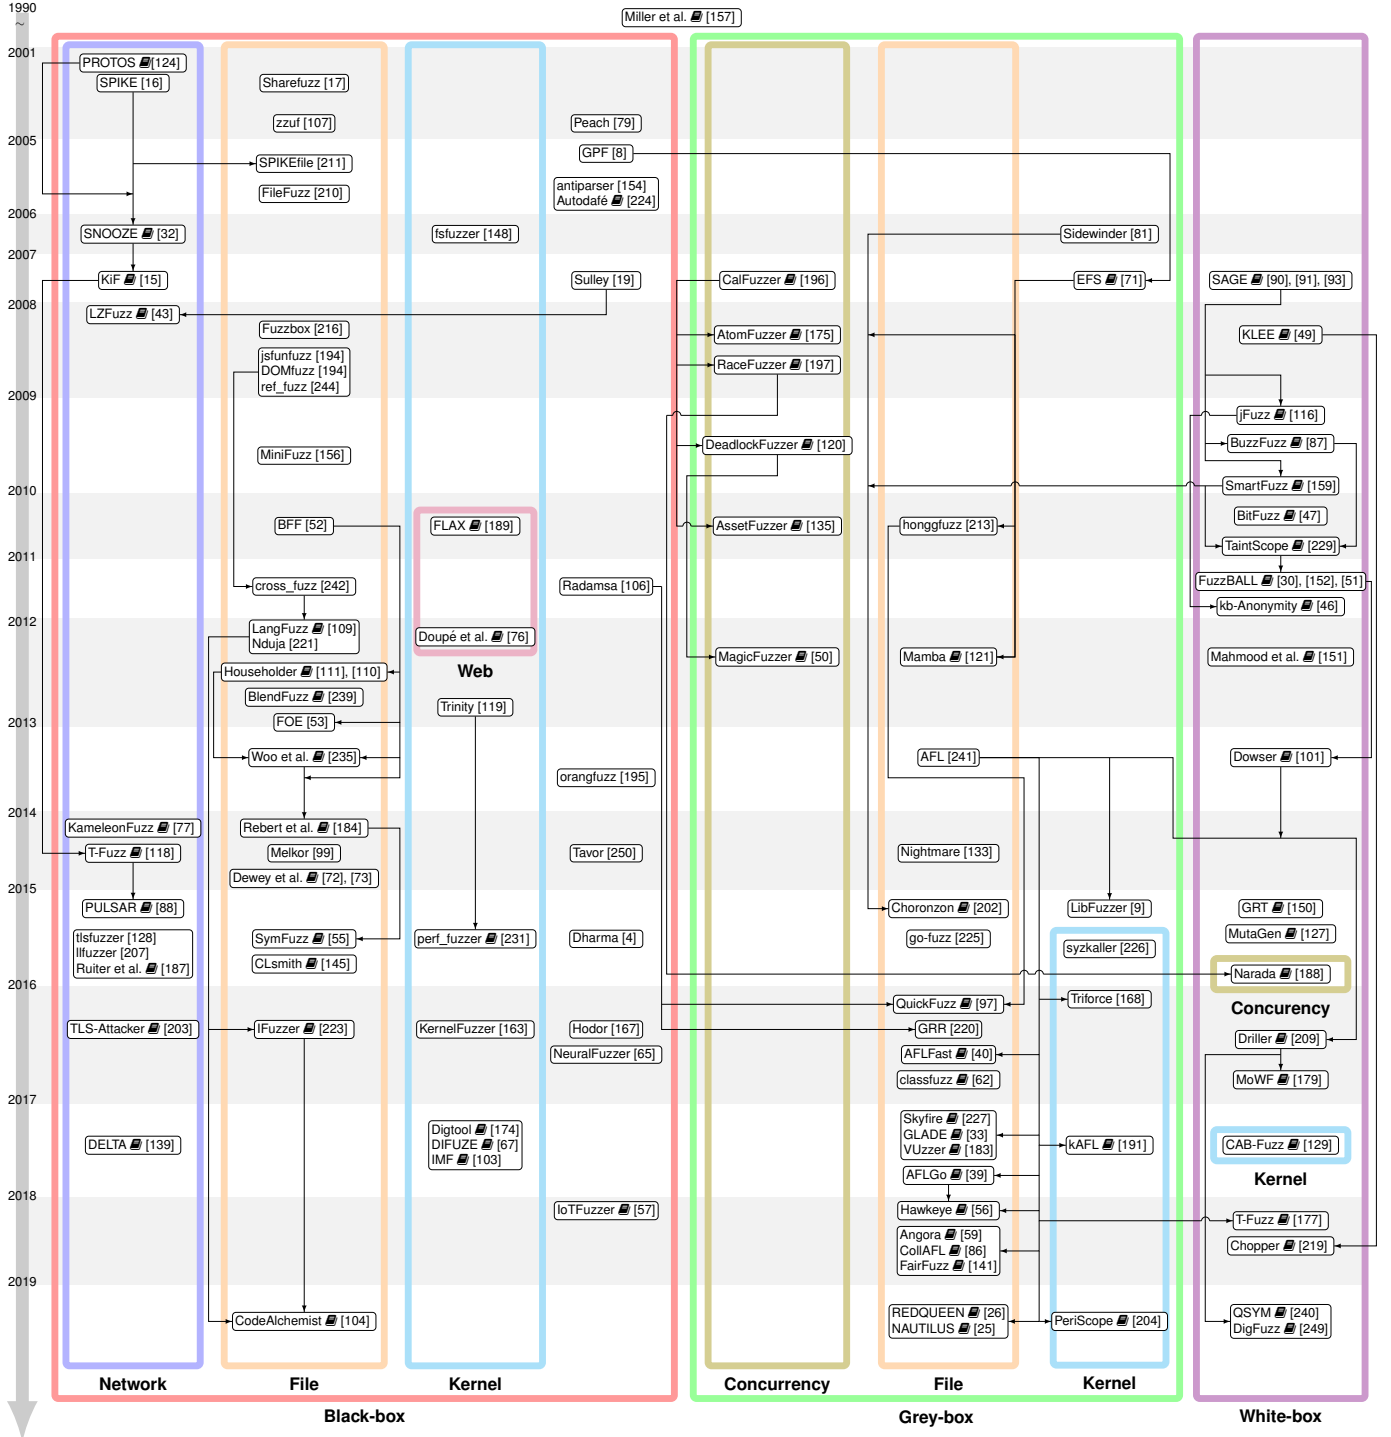 1990
~
Miller et al. [157]
2001
PROTOS [124]
SPIKE [16]
Sharefuzz [17]
zzuf [107]
Peach [79]
2005
GPF [8]
SPIKEfile [211]
FileFuzz [210]
antiparser [154]
Autodafé [224]
2006
SNOOZE [32]
fsfuzzer [148]
Sidewinder [81]
2007
KiF [15]
Sulley [19]
CalFuzzer [196]
EFS [71]
SAGE [90], [91], [93]
2008
LZFuzz [43]
Fuzzbox [216]
AtomFuzzer [175]
KLEE [49]
jsfunfuzz [194]
DOMfuzz [194]
ref_fuzz [244]
RaceFuzzer [197]
2009
jFuzz [116]
DeadlockFuzzer [120]
BuzzFuzz [87]
MiniFuzz [156]
2010
SmartFuzz [159]
BitFuzz [47]
BFF [52]
FLAX [189]
AssetFuzzer [135]
honggfuzz [213]
TaintScope [229]
2011
cross_fuzz [242]
Radamsa [106]
FuzzBALL [30], [152], [51]
kb-Anonymity [46]
2012
LangFuzz [109]
Nduja [221]
Doupé et al. [76]
Web
MagicFuzzer [50]
Mamba [121]
Mahmood et al. [151]
Householder [111], [110]
BlendFuzz [239]
Trinity [119]
2013
FOE [53]
Woo et al. [235]
AFL [241]
Dowser [101]
orangfuzz [195]
2014
KameleonFuzz [77]
Rebert et al. [184]
T-Fuzz [118]
Melkor [99]
Tavor [250]
Nightmare [133]
Dewey et al. [72], [73]
2015
PULSAR [88]
Choronzon [202]
LibFuzzer [9]
GRT [150]
tlsfuzzer [128]
llfuzzer [207]
Ruiter et al. [187]
SymFuzz [55]
perf_fuzzer [231]
Dharma [4]
go-fuzz [225]
syzkaller [226]
MutaGen [127]
CLsmith [145]
Narada [188]
2016
Concurency
QuickFuzz [97]
Triforce [168]
TLS-Attacker [203]
IFuzzer [223]
KernelFuzzer [163]
Hodor [167]
GRR [220]
Driller [209]
NeuralFuzzer [65]
AFLFast [40]
classfuzz [62]
MoWF [179]
2017
DELTA [139]
Digtool [174]
DIFUZE [67]
IMF [103]
Skyfire [227]
GLADE [33]
VUzzer [183]
kAFL [191]
CAB-Fuzz [129]
Kernel
AFLGo [39]
2018
IoTFuzzer [57]
Hawkeye [56]
T-Fuzz [177]
Angora [59]
CollAFL [86]
FairFuzz [141]
Chopper [219]
2019
CodeAlchemist [104]
REDQUEEN [26]
NAUTILUS [25]
PeriScope [204]
QSYM [240]
DigFuzz [249]
Network
File
Kernel
Concurrency
File
Kernel
Black-box
Grey-box
White-box